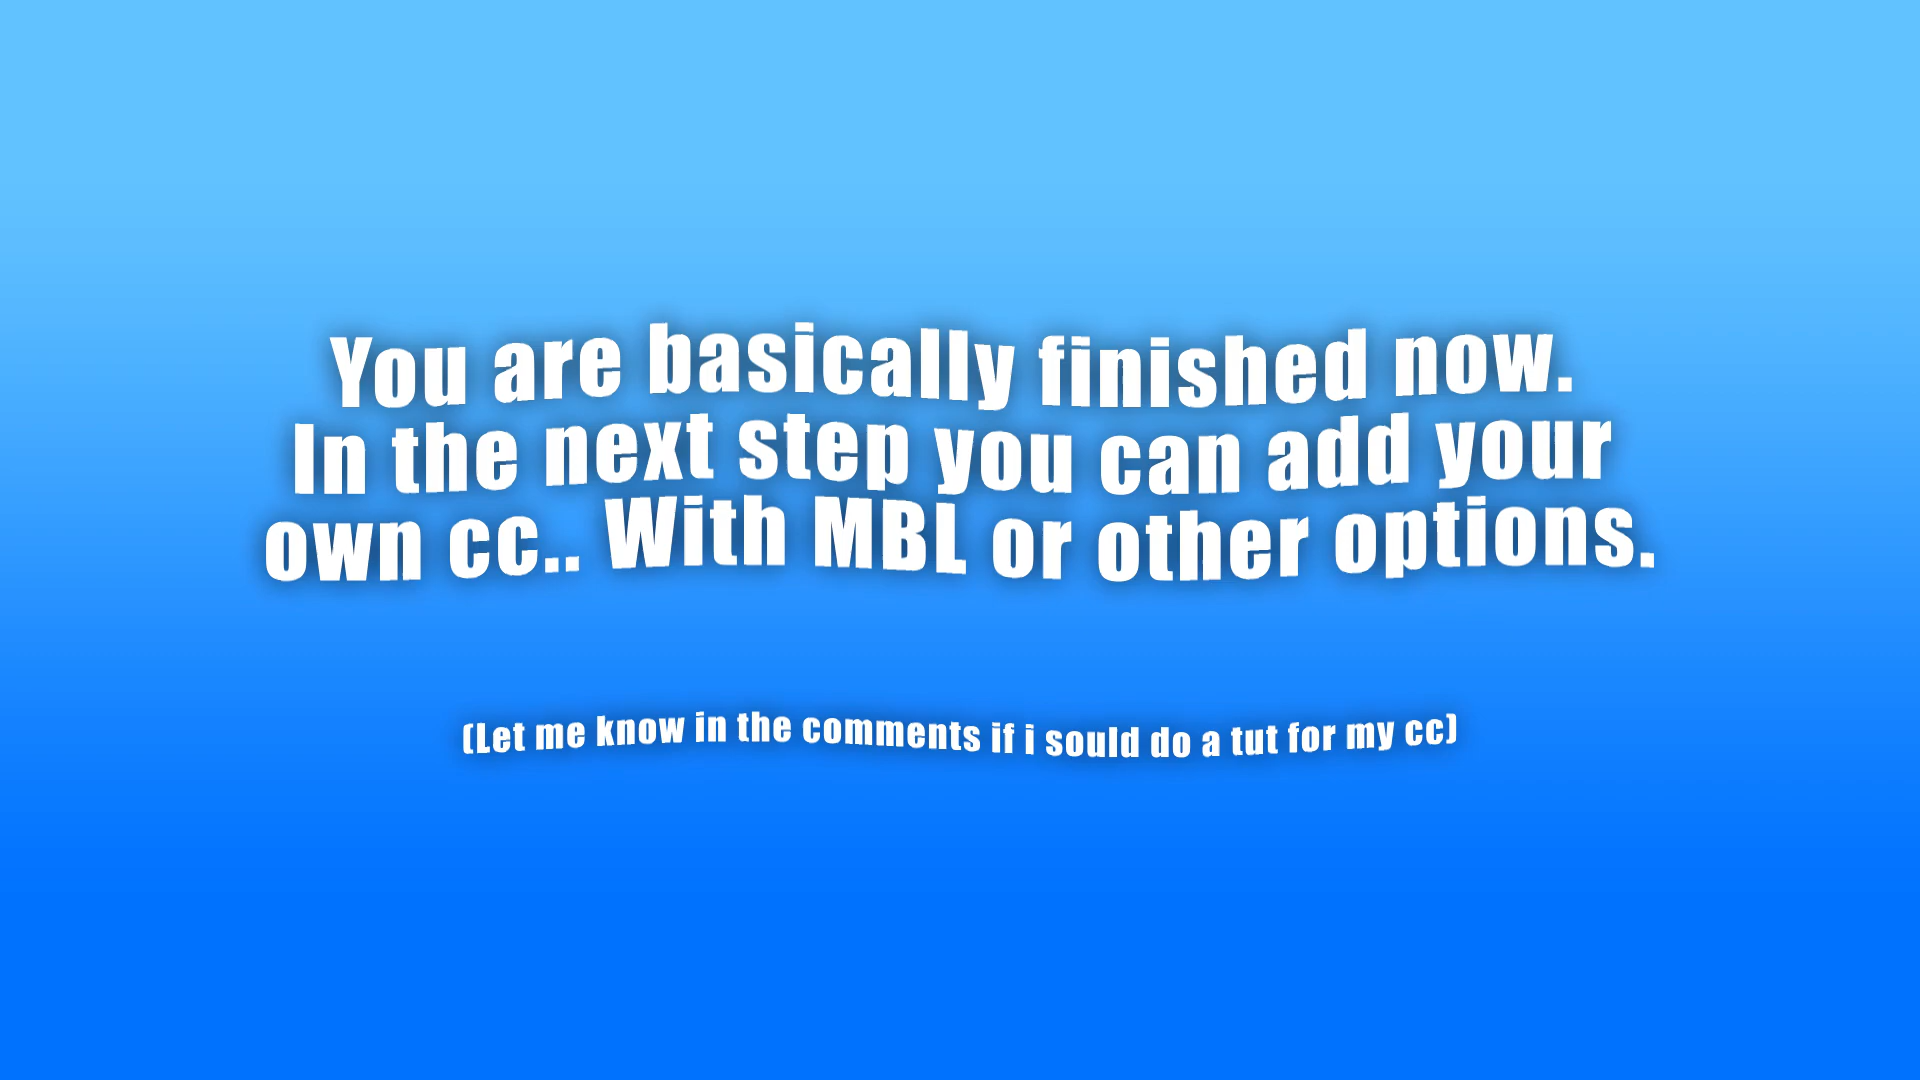 You are basically finished now.
In the next step you can add your
own cc.. With MBL or other options.
(Let me know in the comments if i sould do a tut for my cc)